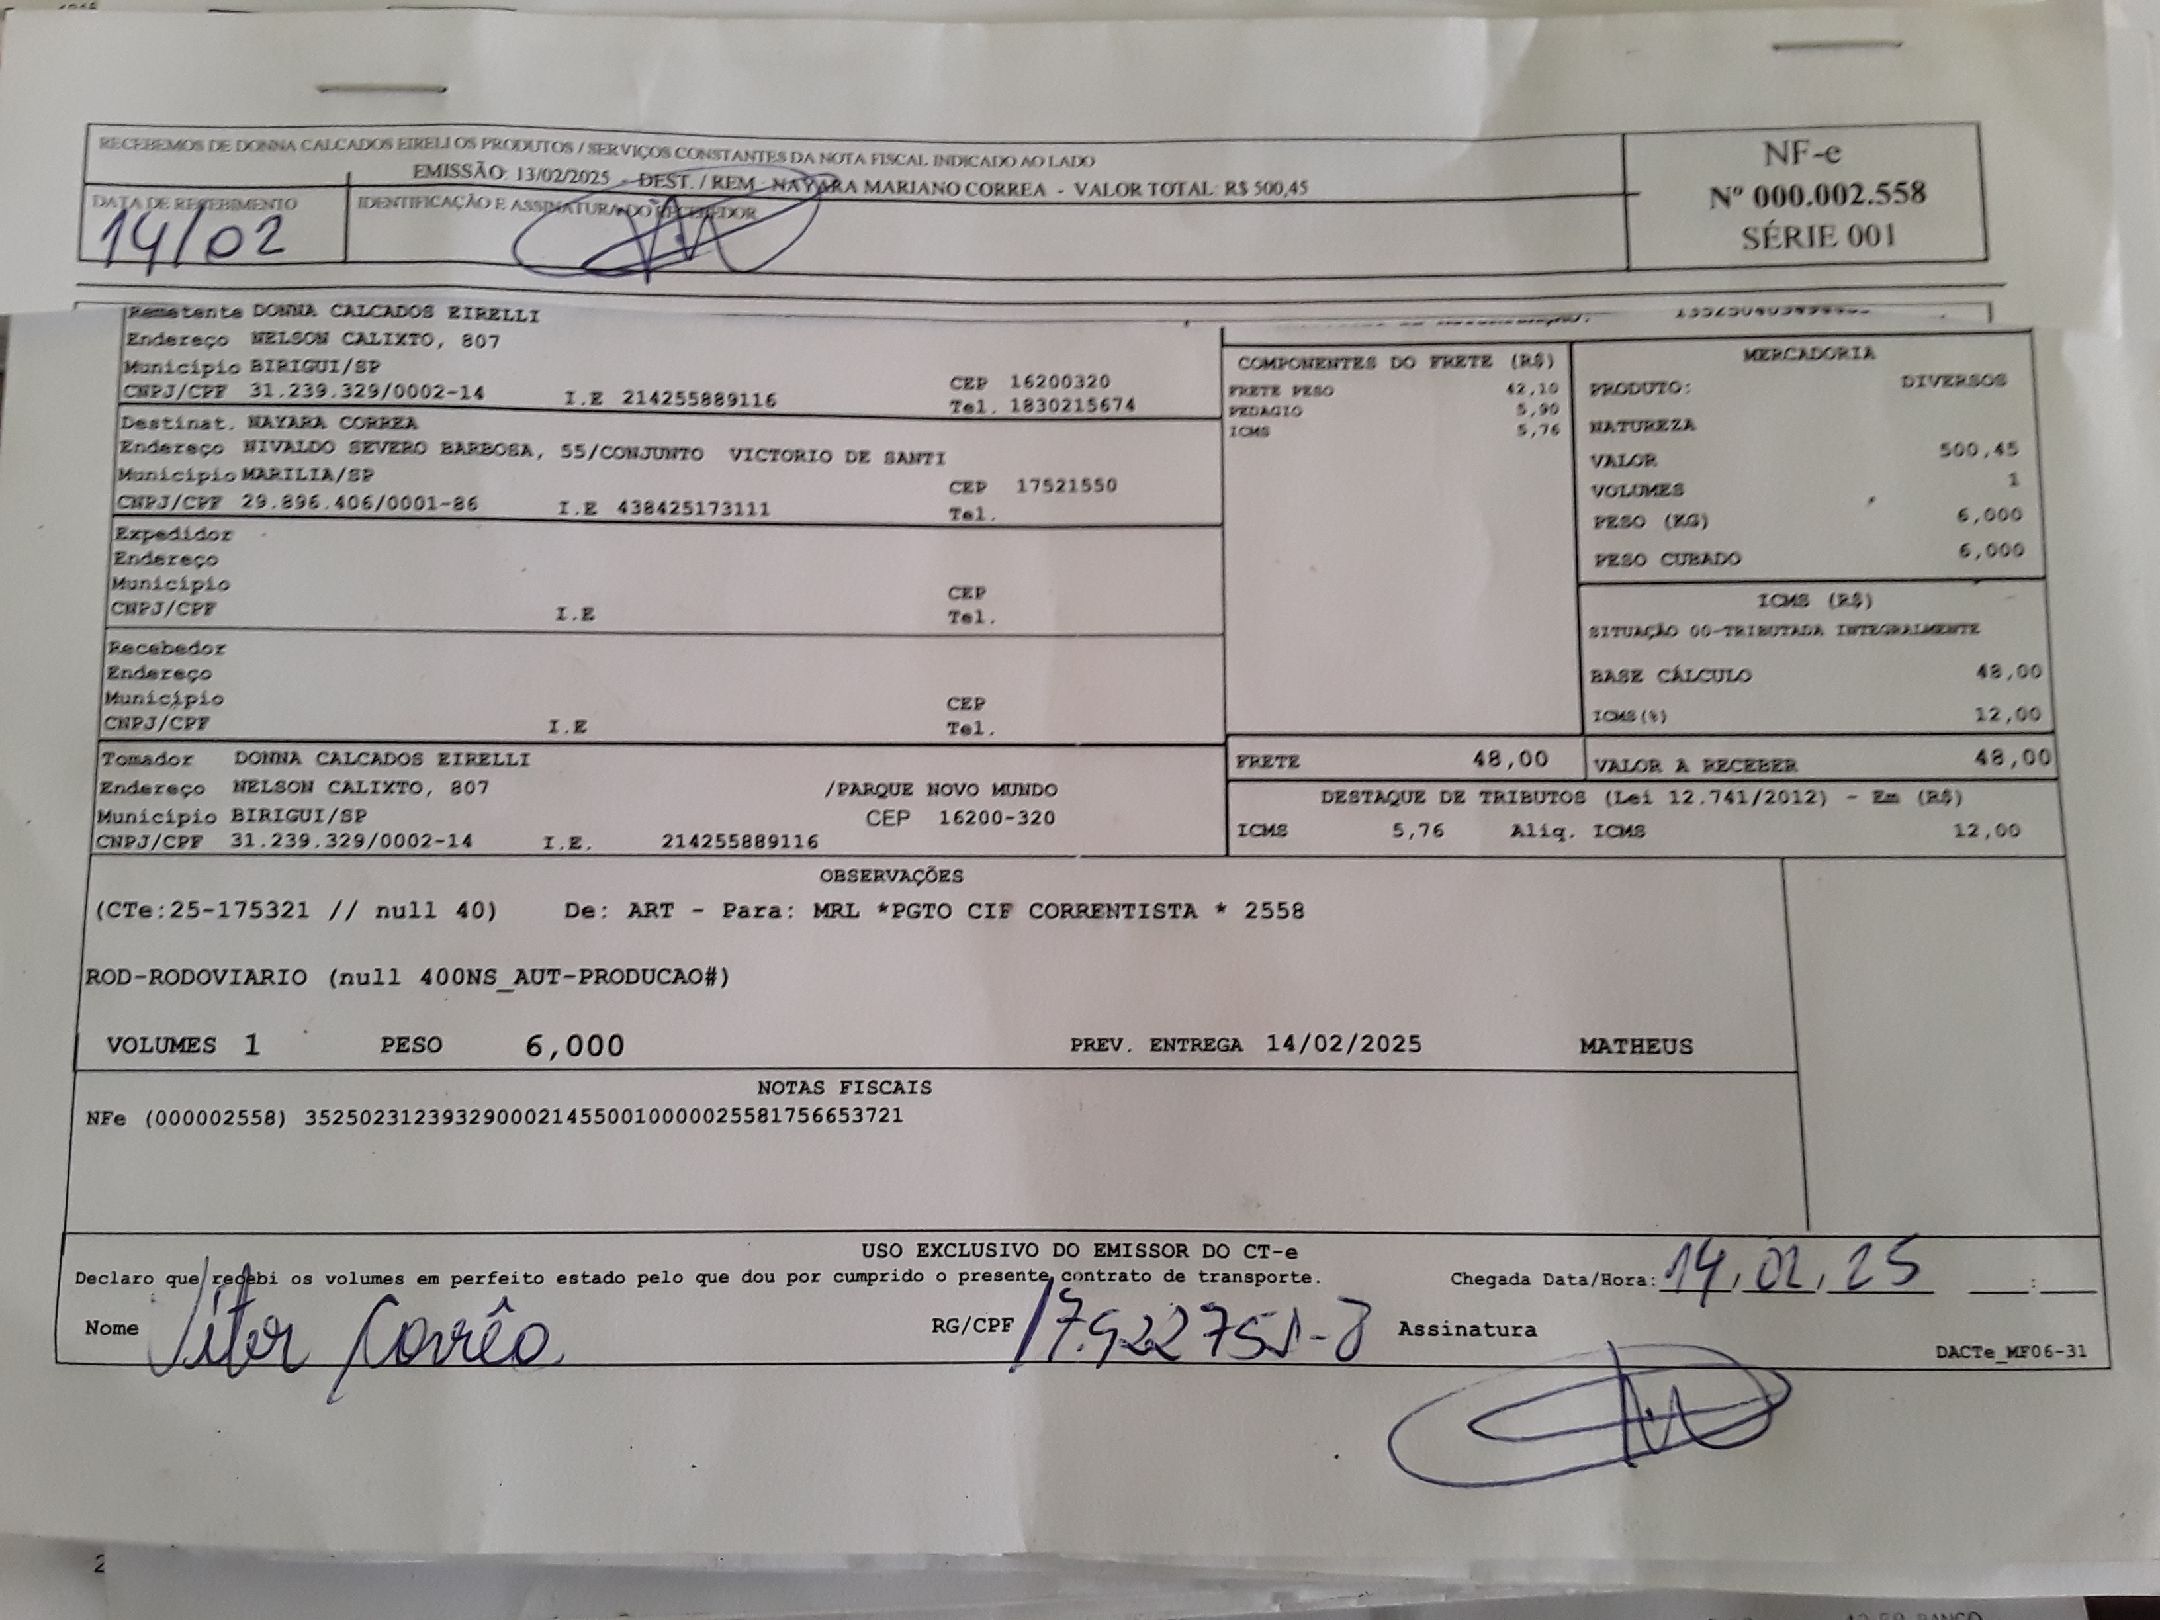 RECEBEMOS DE DONNA CALCADOS EIRELI OS PRODUTOS / SERVIÇOS CONSTANTES DA NOTA FISCAL INDICADO AO LADO
EMISSÃO: 13/02/2025 - DEST. / REM: NAYARA MARIANO CORREA - VALOR TOTAL: R$ 500,45
DATA DE RECEBIMENTO
14/02
IDENTIFICAÇÃO E ASSINATURA DO RECEBEDOR
NF-e
Nº 000.002.558
SÉRIE 001
Remetente DONNA CALCADOS EIRELLI
Endereço NELSON CALIXTO, 807
Município BIRIGUI/SP CEP 16200320
CNPJ/CPF 31.239.329/0002-14 I.E 214255889116 Tel. 1830215674
Destinat. NAYARA CORREA
Endereço NIVALDO SEVERO BARBOSA, 55/CONJUNTO VICTORIO DE SANTI
Município MARILIA/SP CEP 17521550
CNPJ/CPF 29.896.406/0001-86 I.E 438425173111 Tel.
Expedidor
Endereço
Município CEP
CNPJ/CPF I.E Tel.
Recebedor
Endereço
Município CEP
CNPJ/CPF I.E Tel.
Tomador DONNA CALCADOS EIRELLI
Endereço NELSON CALIXTO, 807 /PARQUE NOVO MUNDO
Município BIRIGUI/SP CEP 16200-320
CNPJ/CPF 31.239.329/0002-14 I.E. 214255889116
COMPONENTES DO FRETE (R$)
FRETE PESO 42,10
PEDAGIO 5,90
ICMS 5,76
MERCADORIA
PRODUTO: DIVERSOS
NATUREZA
VALOR 500,45
VOLUMES 1
PESO (KG) 6,000
PESO CUBADO 6,000
ICMS (R$)
SITUAÇÃO 00-TRIBUTADA INTEGRALMENTE
BASE CÁLCULO 48,00
ICMS(%) 12,00
FRETE 48,00 VALOR A RECEBER 48,00
DESTAQUE DE TRIBUTOS (Lei 12.741/2012) - Em (R$)
ICMS 5,76 Aliq. ICMS 12,00
OBSERVAÇÕES
(CTe:25-175321 // null 40) De: ART - Para: MRL *PGTO CIF CORRENTISTA * 2558
ROD-RODOVIARIO (null 400NS_AUT-PRODUCAO#)
VOLUMES 1 PESO 6,000 PREV. ENTREGA 14/02/2025 MATHEUS
NOTAS FISCAIS
NFe (000002558) 35250231239329000214550010000025581756653721
USO EXCLUSIVO DO EMISSOR DO CT-e
Declaro que recebi os volumes em perfeito estado pelo que dou por cumprido o presente contrato de transporte. Chegada Data/Hora: 14.02.25 :
Nome Vitor Corrêa RG/CPF 17.922751-8 Assinatura
DACTe_MF06-31